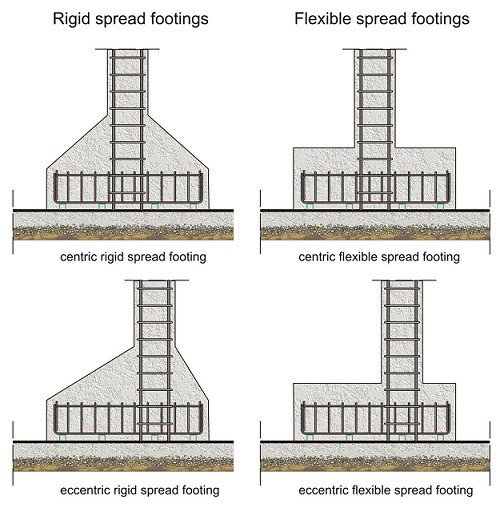 Rigid spread footings
Flexible spread footings
centric rigid spread footing
centric flexible spread footing
eccentric rigid spread footing
eccentric flexible spread footing